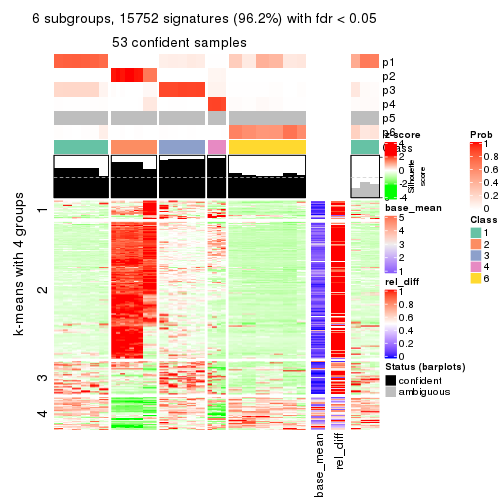 6 subgroups, 15752 signatures (96.2%) with fdr < 0.05
53 confident samples
p1
p2
p3
p4
p5
p6
Class
Silhouette
score
k-means with 4 groups
1
2
3
4
base_mean
rel_diff
z-score
4
2
0
-2
-4
base_mean
5
4
3
2
1
rel_diff
1
0.8
0.6
0.4
0.2
0
Status (barplots)
confident
ambiguous
Prob
1
0.8
0.6
0.4
0.2
0
Class
1
2
3
4
6